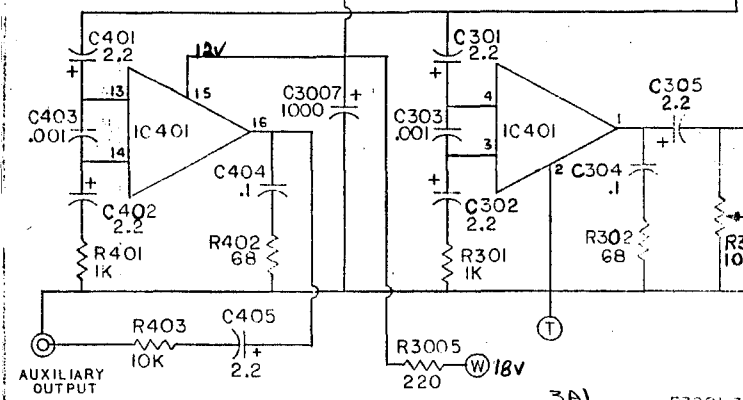 C401
2.2
+
12V
13
15
C403
.001
IC401
16
14
+
C402
2.2
R401
1K
C404
.1
R402
68
C3007
1000
+
C301
2.2
+
4
C303
.001
IC401
1
3
2
+
C302
2.2
R301
1K
C304
.1
R302
68
C305
2.2
+
10
T
R403
10K
C405
+
2.2
AUXILIARY
OUTPUT
R3005
220
W 18V
3A)